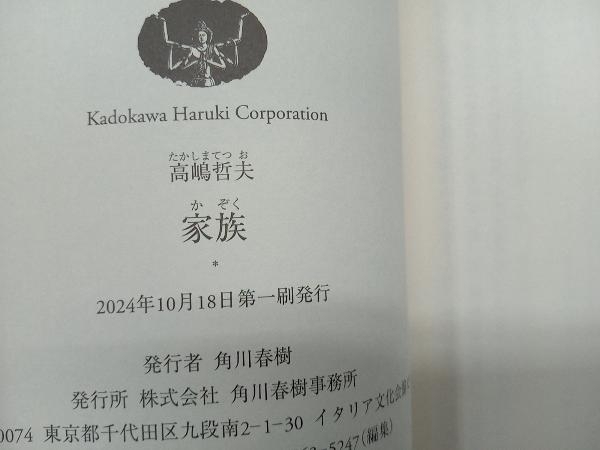 Kadokawa Haruki Corporation
たかしまてつ お
高嶋哲夫
か ぞく
家族
*
2024年10月18日第一刷発行
発行者 角川春樹
発行所 株式会社 角川春樹事務所
0074 東京都千代田区九段南2-1-30 イタリア文化会館
5247(編集)